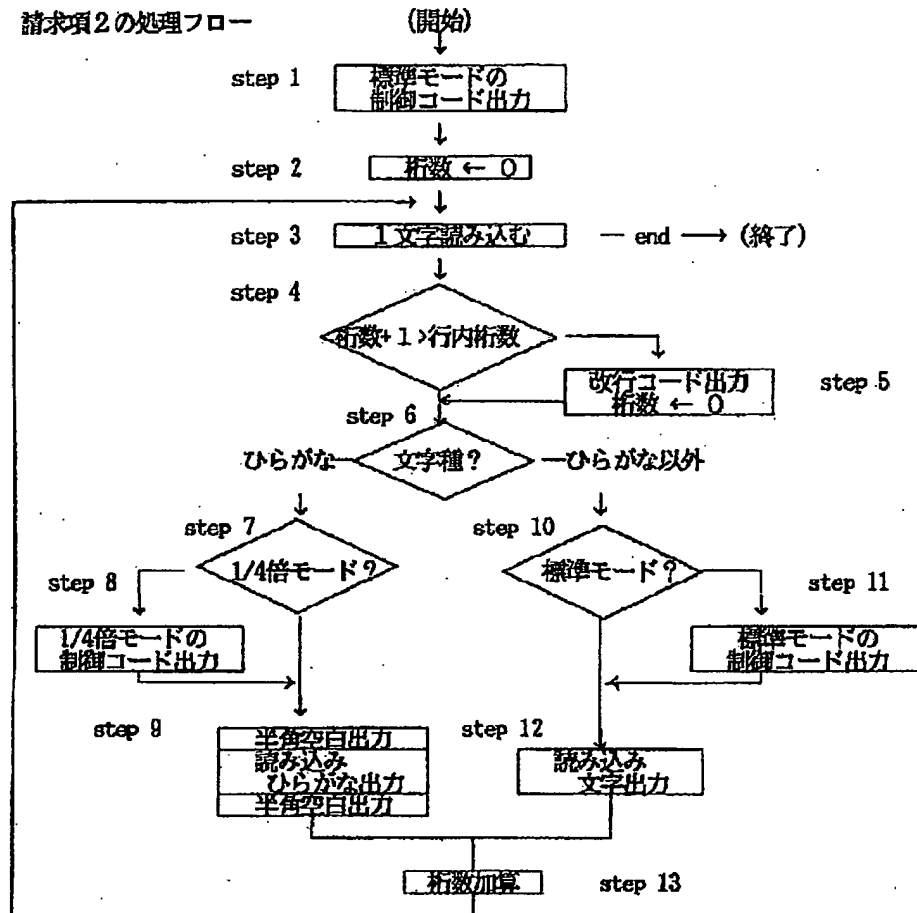 請求項2の処理フロー
(開始)
step 1
標準モードの
制御コード出力
step 2
桁数 ← 0
step 3
1文字読み込む
— end → (終了)
step 4
桁数+1>行内桁数
改行コード出力
桁数 ← 0
step 5
step 6
ひらがな
文字種?
ひらがな以外
step 7
1/4倍モード?
step 8
1/4倍モードの
制御コード出力
step 9
半角空白出力
読み込み
ひらがな出力
半角空白出力
step 10
標準モード?
step 11
標準モードの
制御コード出力
step 12
読み込み
文字出力
桁数加算
step 13